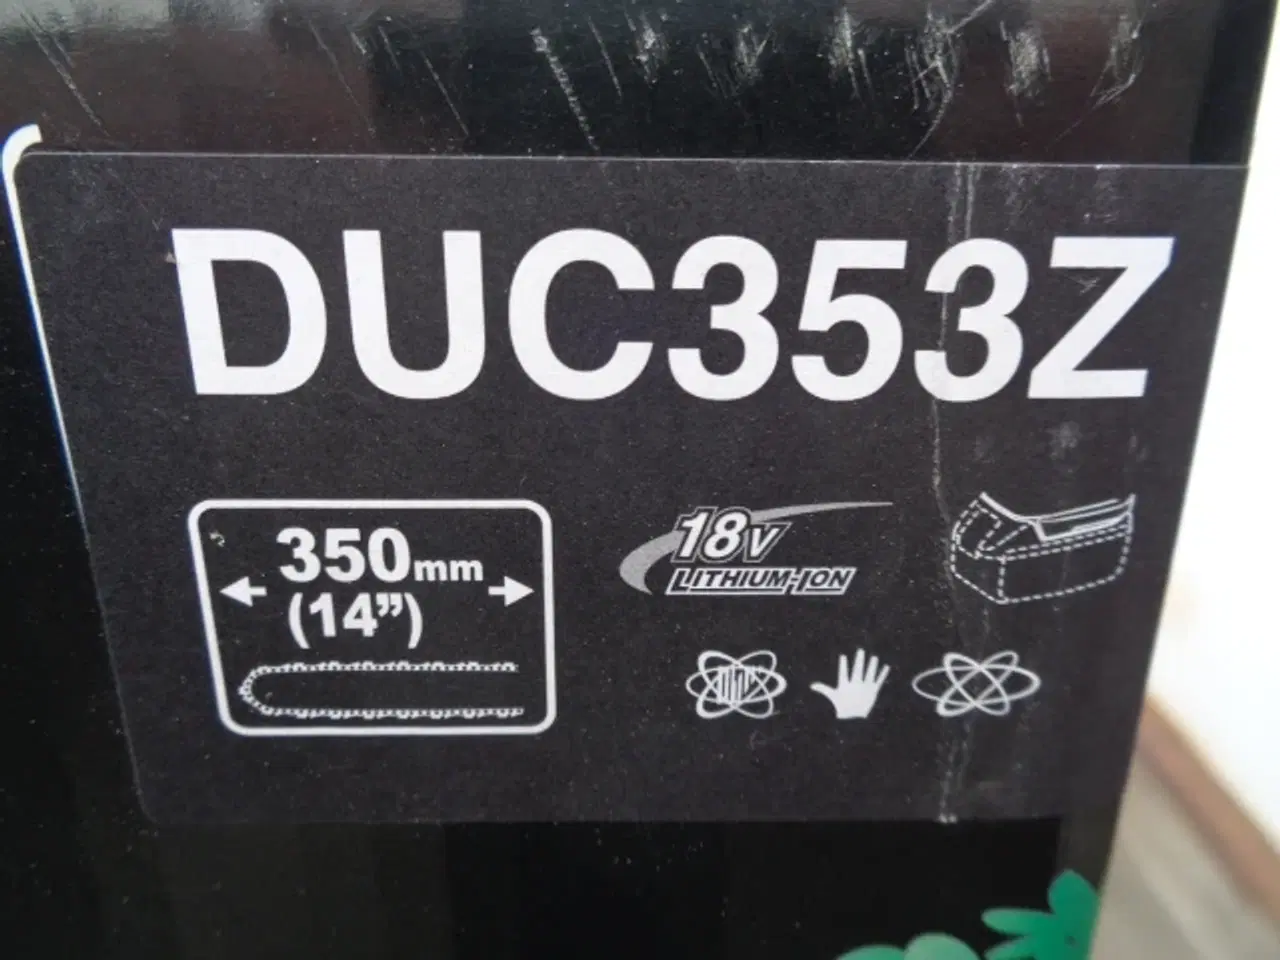 DUC353Z
350mm
(14”)
18V
LITHIUM-ION